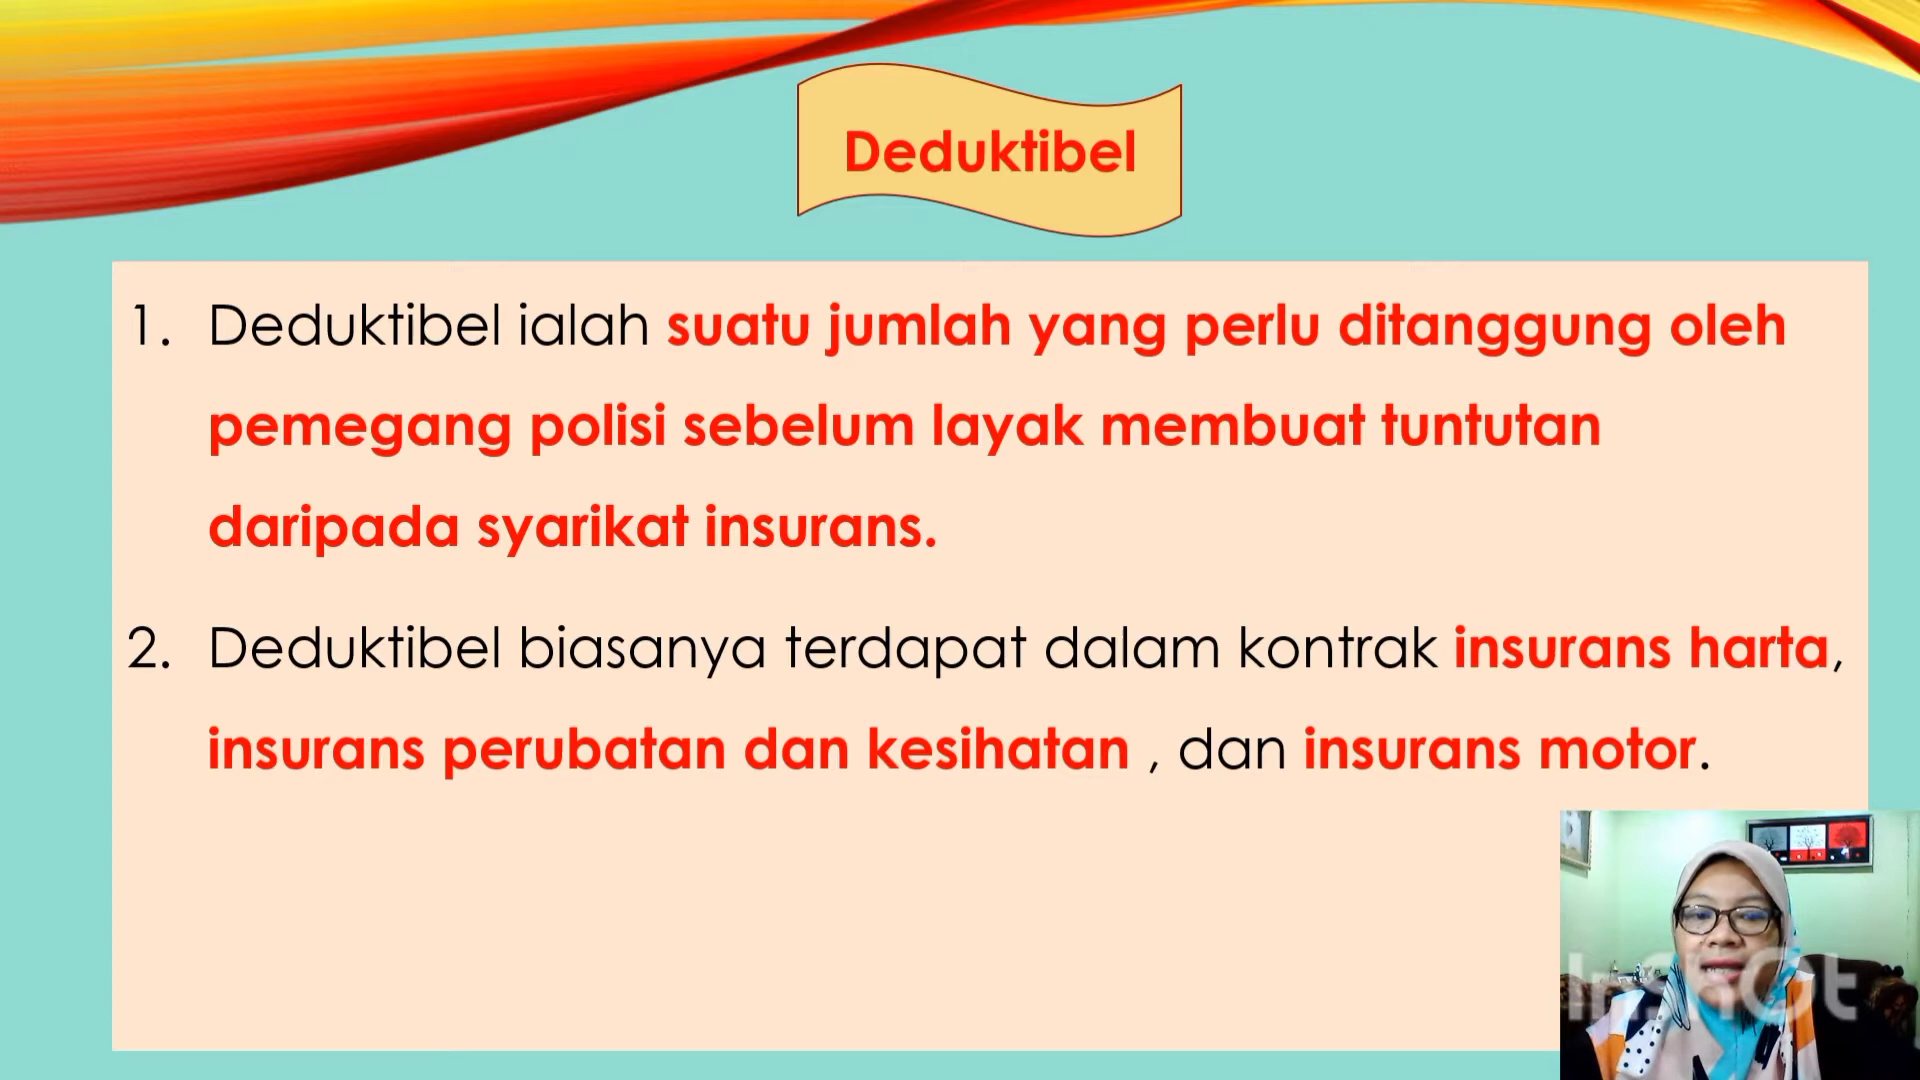 Deduktibel
1. Deduktibel ialah suatu jumlah yang perlu ditanggung oleh
pemegang polisi sebelum layak membuat tuntutan
daripada syarikat insurans.
2. Deduktibel biasanya terdapat dalam kontrak insurans harta,
insurans perubatan dan kesihatan , dan insurans motor.
InShot